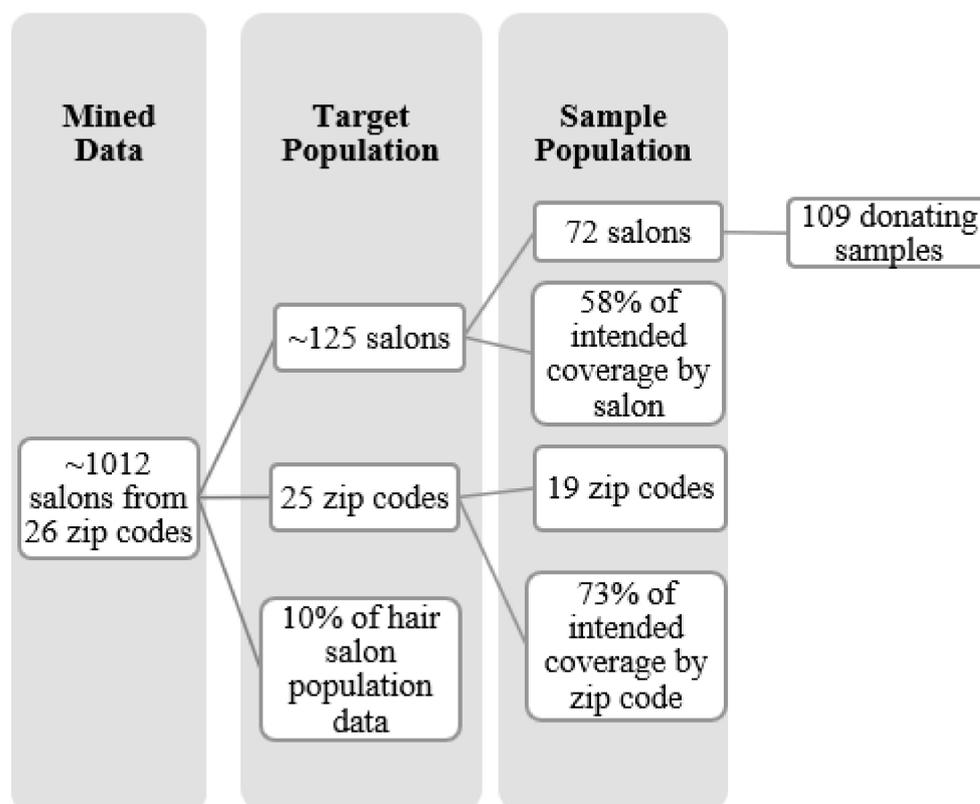 Mined
Data
Target
Population
Sample
Population
~1012
salons from
26 zip codes
~125 salons
25 zip codes
10% of hair
salon
population
data
72 salons
58% of
intended
coverage by
salon
19 zip codes
73% of
intended
coverage by
zip code
109 donating
samples